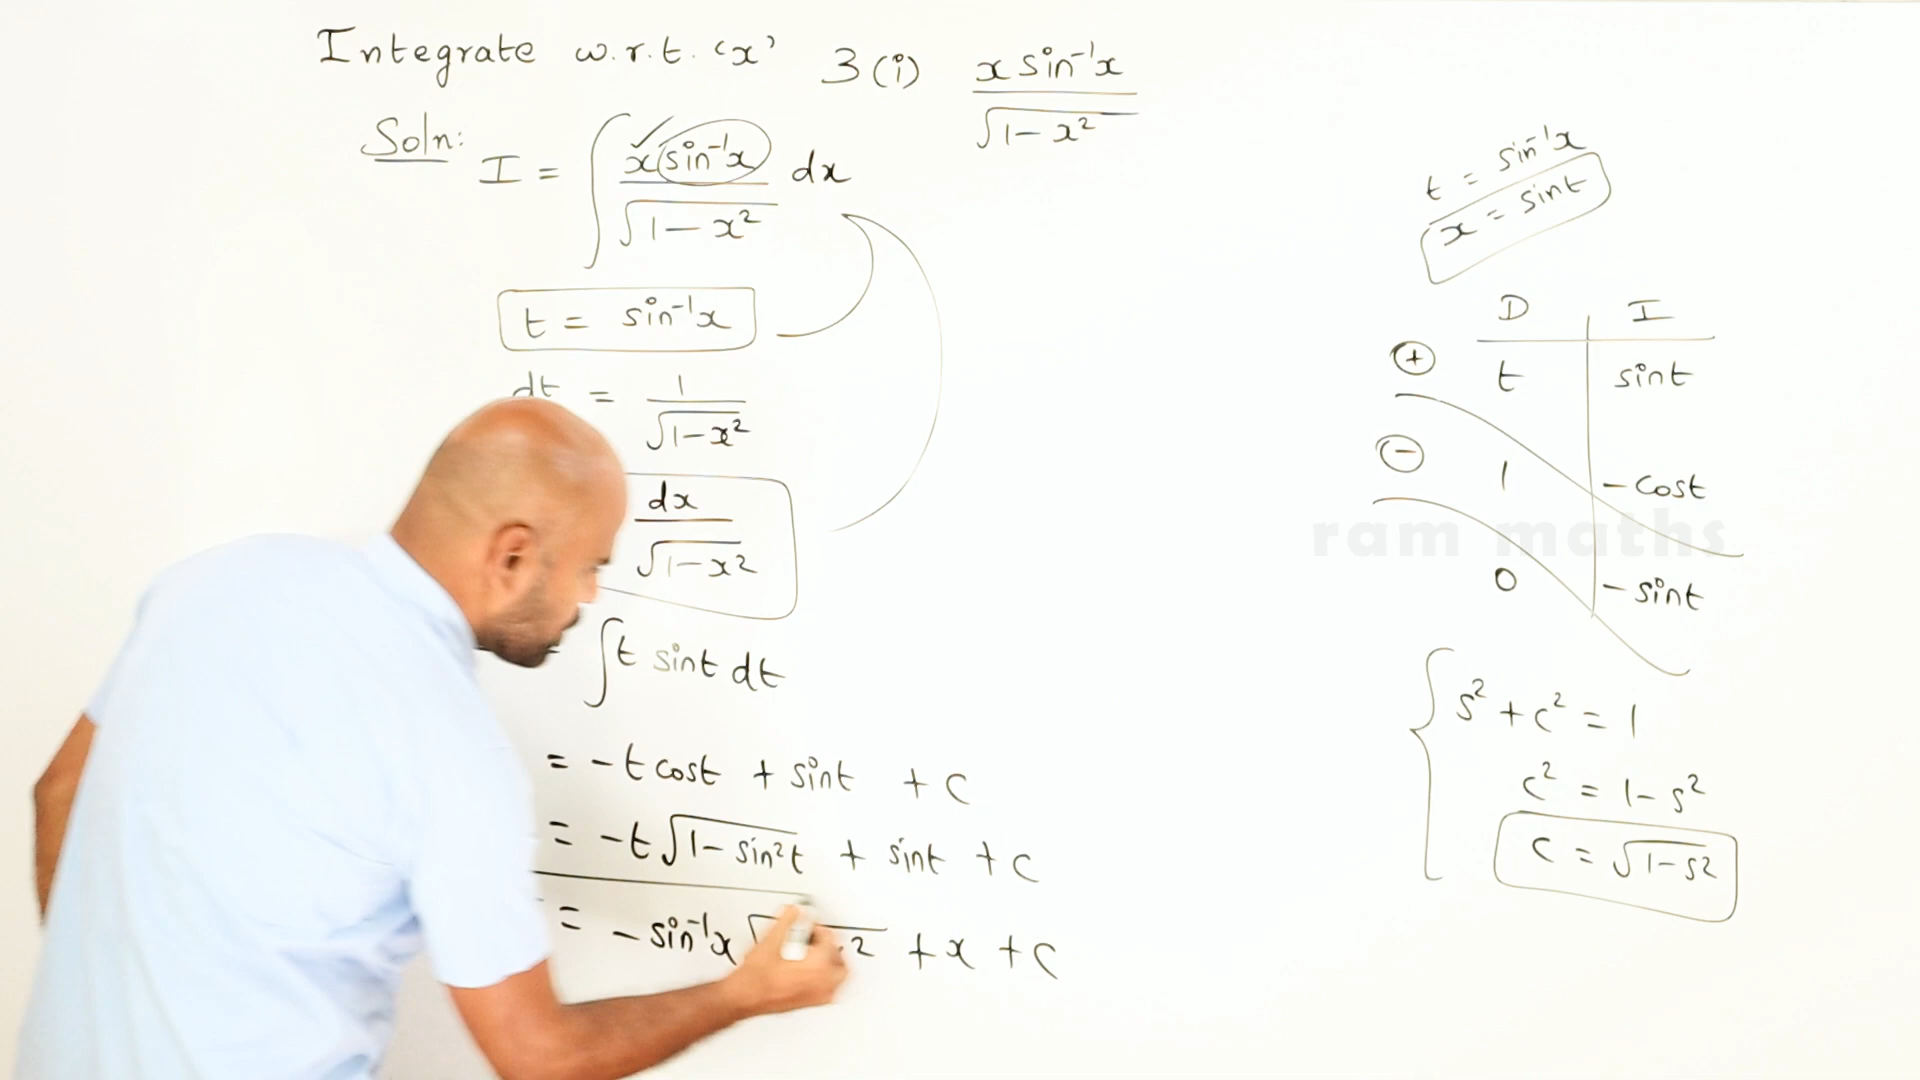 Integrate w.r.t. 'x' 3(i) x sin⁻¹x / √1-x²
Soln:
I = ∫ x sin⁻¹x / √1-x² dx
t = sin⁻¹x
dt = 1 / √1-x²
dx / √1-x²
∫t sint dt
= -t cost + sint + c
= -t√1-sin²t + sint + c
= -sin⁻¹x √ ² + x + c
t = sin⁻¹x
x = sint
D I
+ t sint
- 1 -cost
0 -sint
ram maths
s² + c² = 1
c² = 1-s²
c = √1-s²